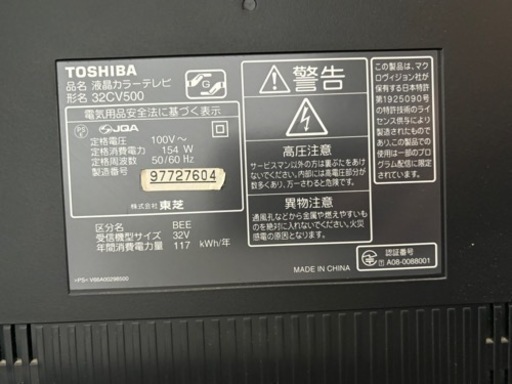 TOSHIBA
品名 液晶カラーテレビ
形名 32CV500
電気用品安全法に基づく表示
PS E JQA
定格電圧 100V~
定格消費電力 154 W
定格周波数 50/60 Hz
製造番号 97727604
株式会社 東芝
区分名 BEE
受信機型サイズ 32V
年間消費電力量 117 kWh/年
>PS< V66A00298500
G
警告
高圧注意
サービスマン以外の方は裏ぶたをあけ
ないでください。内部には高電圧部分が
数多くあり、万一さわると危険です。
異物注意
通風孔などから金属や燃えやすいも
のを絶対に入れないでください。火災
感電の原因となります。
MADE IN CHINA
この製品は、マク
ロヴィジョン社が
保有する日本特許
第1925090号
の特許技術のライ
センス供与により
製造されたもので
あり、この製品での
使用は一部のプロ
グラム配信に限定
されています。
認証番号
A08-0088001